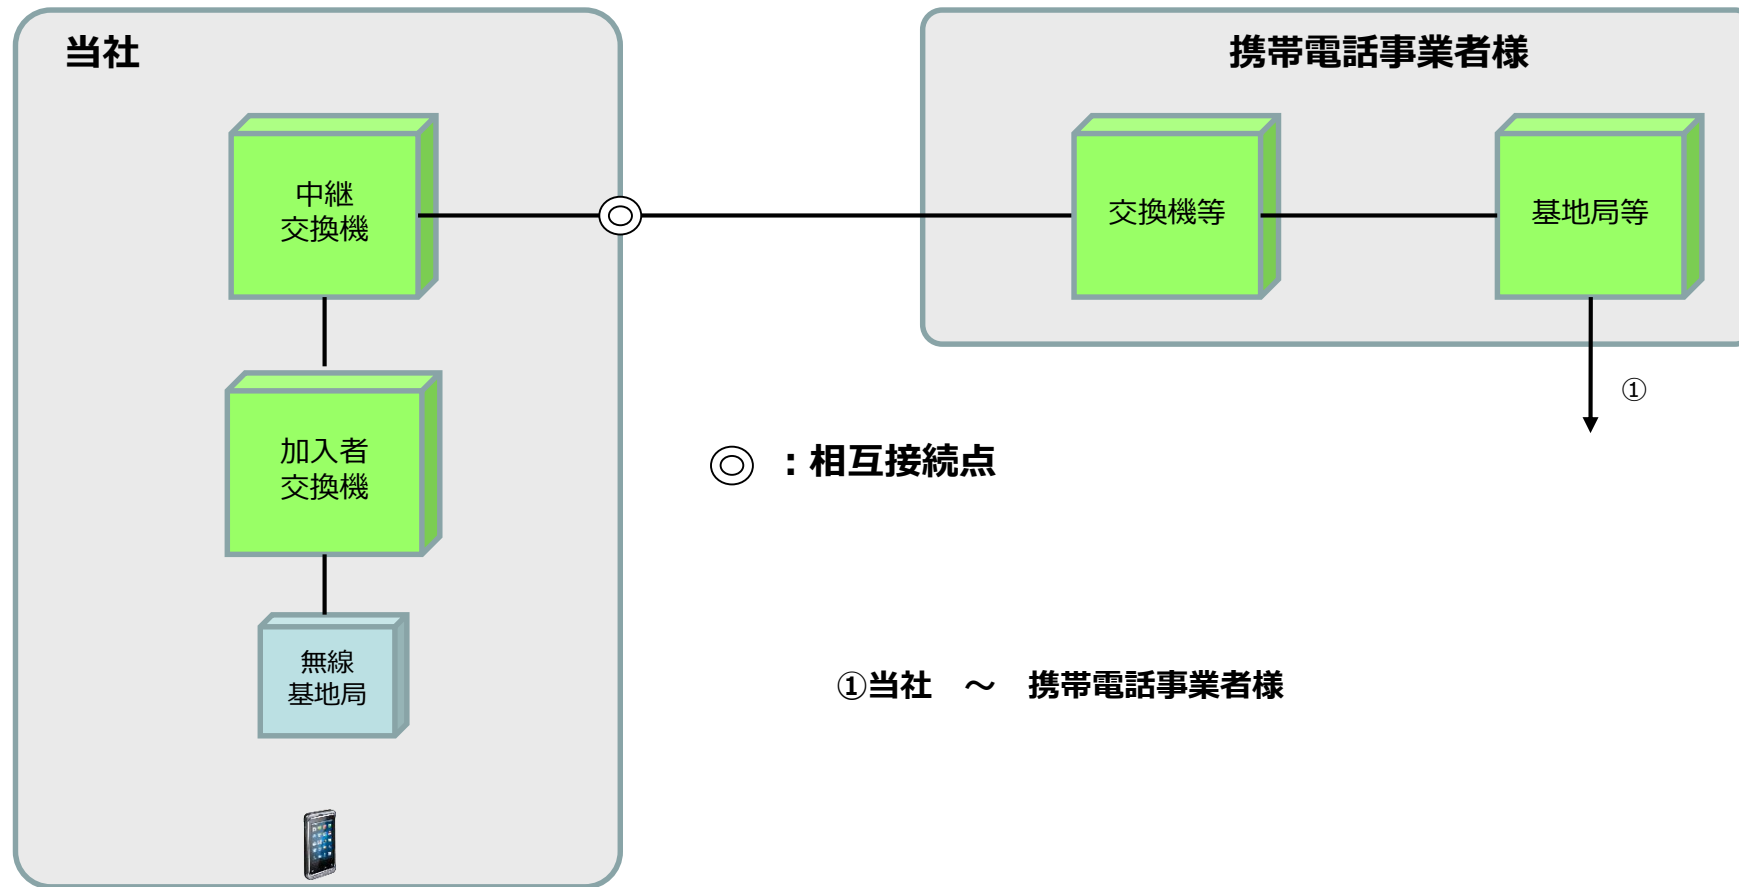 当社
携帯電話事業者様
中継
交換機
交換機等
基地局等
①
加入者
交換機
◎ ：相互接続点
無線
基地局
①当社 ～ 携帯電話事業者様